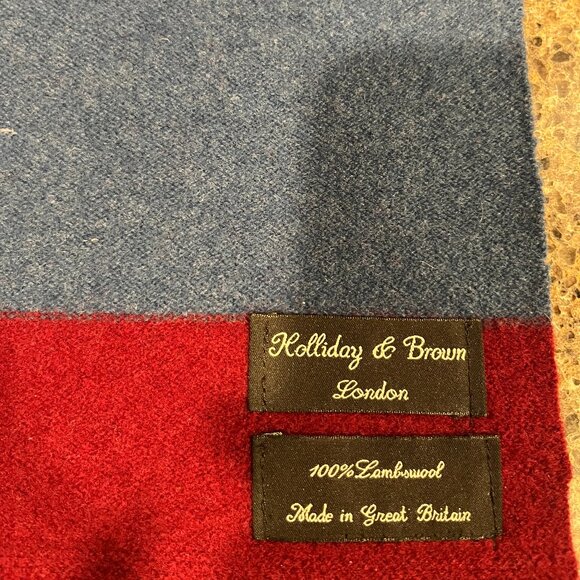 Holliday & Brown
London
100% Lambswool
Made in Great Britain